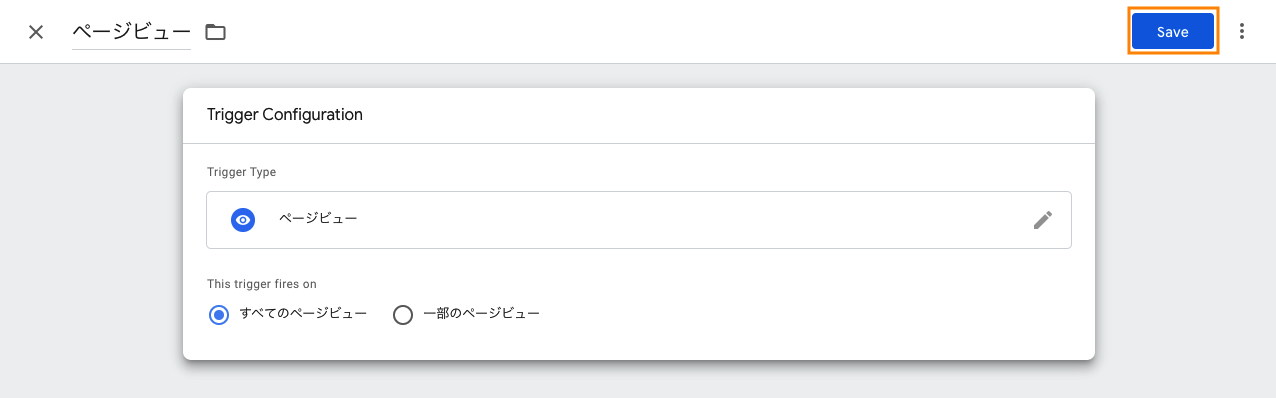 ページビュー
Save
Trigger Configuration
Trigger Type
ページビュー
This trigger fires on
すべてのページビュー 一部のページビュー